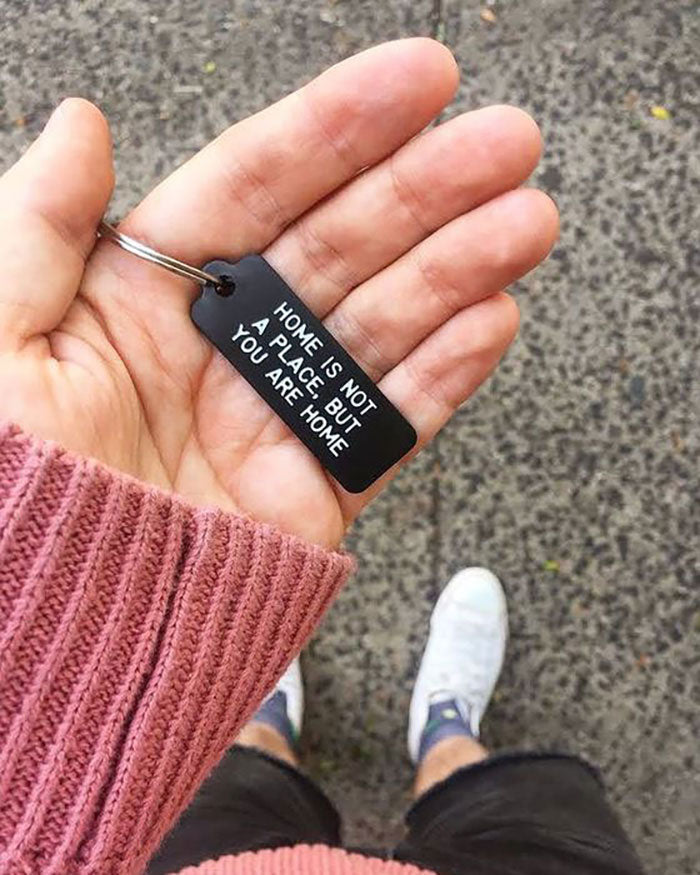 HOME IS NOT
A PLACE, BUT
YOU ARE HOME